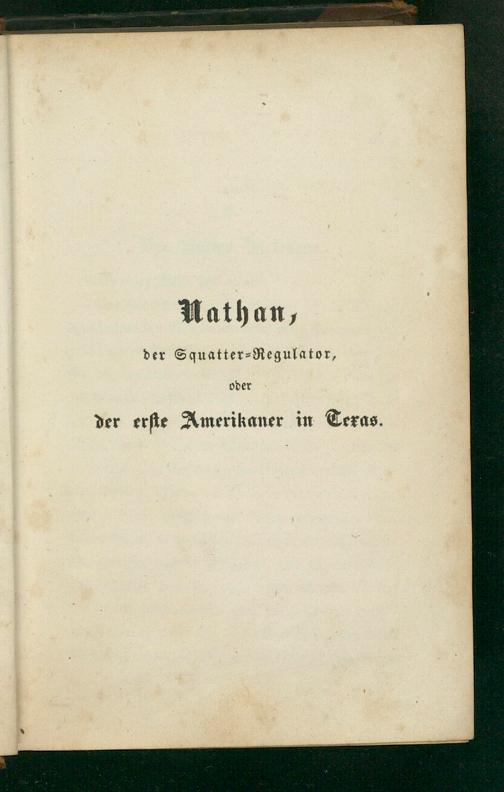 Nathan,
der Squatter-Regulator,
oder
der erste Amerikaner in Texas.